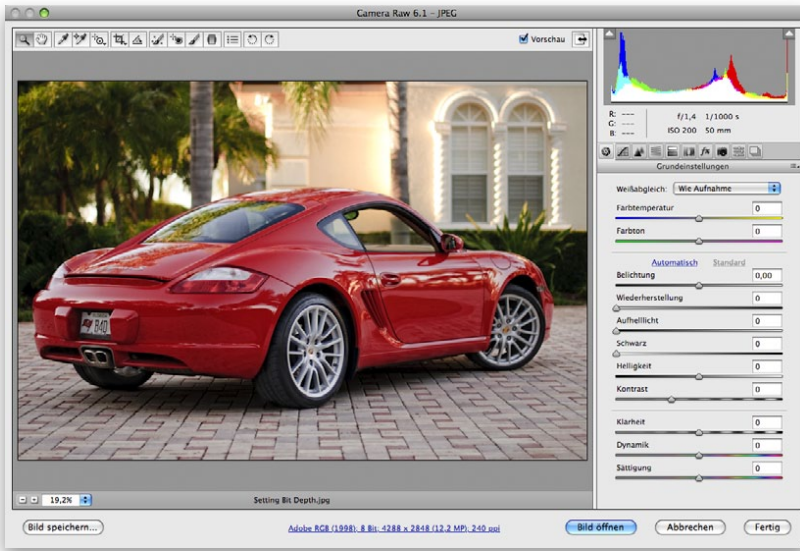 Camera Raw 6.1 – JPEG
Vorschau
R: ---
G: ---
B: ---
f/1,4 1/1000 s
ISO 200 50 mm
Grundeinstellungen
Weißabgleich: Wie Aufnahme
Farbtemperatur 0
Farbton 0
Automatisch Standard
Belichtung 0,00
Wiederherstellung 0
Aufhelllicht 0
Schwarz 0
Helligkeit 0
Kontrast 0
Klarheit 0
Dynamik 0
Sättigung 0
19,2%
Setting Bit Depth.jpg
Bild speichern...
Adobe RGB (1998); 8 Bit; 4288 x 2848 (12,2 MP); 240 ppi
Bild öffnen
Abbrechen
Fertig